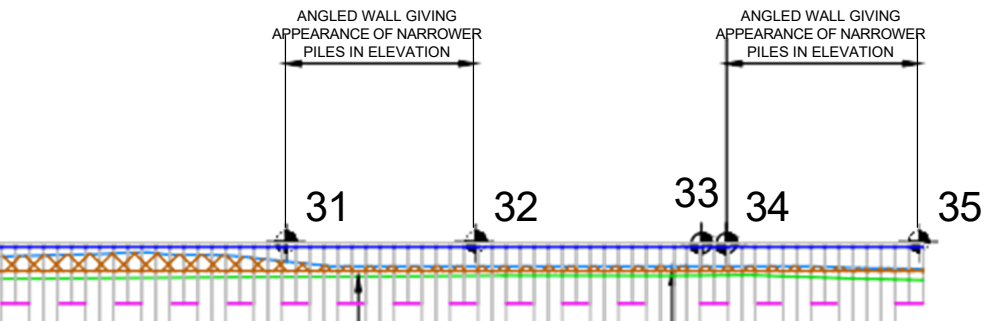 ANGLED WALL GIVING
APPEARANCE OF NARROWER
PILES IN ELEVATION
ANGLED WALL GIVING
APPEARANCE OF NARROWER
PILES IN ELEVATION
31
32
33
34
35